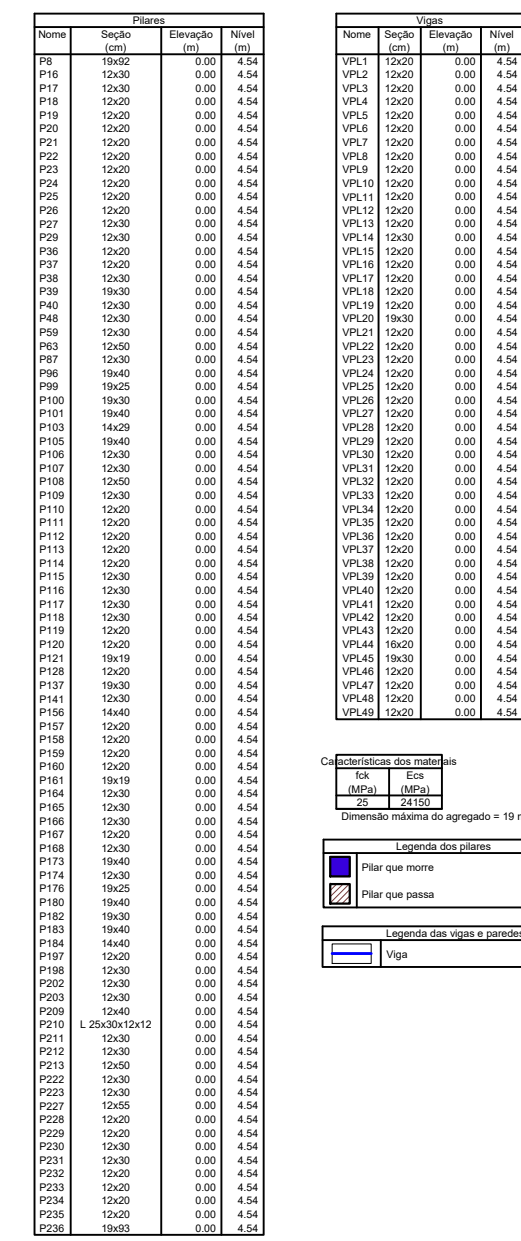 Pilares
Nome Seção Elevação Nível
(cm) (m) (m)
P8 19x92 0.00 4.54
P16 12x30 0.00 4.54
P17 12x30 0.00 4.54
P18 12x20 0.00 4.54
P19 12x20 0.00 4.54
P20 12x20 0.00 4.54
P21 12x20 0.00 4.54
P22 12x20 0.00 4.54
P23 12x20 0.00 4.54
P24 12x20 0.00 4.54
P25 12x20 0.00 4.54
P26 12x20 0.00 4.54
P27 12x30 0.00 4.54
P29 12x30 0.00 4.54
P36 12x20 0.00 4.54
P37 12x20 0.00 4.54
P38 12x30 0.00 4.54
P39 19x30 0.00 4.54
P40 12x30 0.00 4.54
P48 12x30 0.00 4.54
P59 12x30 0.00 4.54
P63 12x50 0.00 4.54
P87 12x30 0.00 4.54
P96 19x40 0.00 4.54
P99 19x25 0.00 4.54
P100 19x30 0.00 4.54
P101 19x40 0.00 4.54
P103 14x29 0.00 4.54
P105 19x40 0.00 4.54
P106 12x30 0.00 4.54
P107 12x30 0.00 4.54
P108 12x50 0.00 4.54
P109 12x30 0.00 4.54
P110 12x20 0.00 4.54
P111 12x20 0.00 4.54
P112 12x20 0.00 4.54
P113 12x20 0.00 4.54
P114 12x20 0.00 4.54
P115 12x30 0.00 4.54
P116 12x30 0.00 4.54
P117 12x30 0.00 4.54
P118 12x30 0.00 4.54
P119 12x20 0.00 4.54
P120 12x20 0.00 4.54
P121 19x19 0.00 4.54
P128 12x20 0.00 4.54
P137 19x30 0.00 4.54
P141 12x30 0.00 4.54
P156 14x40 0.00 4.54
P157 12x20 0.00 4.54
P158 12x20 0.00 4.54
P159 12x20 0.00 4.54
P160 12x20 0.00 4.54
P161 19x19 0.00 4.54
P164 12x30 0.00 4.54
P165 12x30 0.00 4.54
P166 12x30 0.00 4.54
P167 12x20 0.00 4.54
P168 12x30 0.00 4.54
P173 19x40 0.00 4.54
P174 12x30 0.00 4.54
P176 19x25 0.00 4.54
P180 19x40 0.00 4.54
P182 19x30 0.00 4.54
P183 19x40 0.00 4.54
P184 14x40 0.00 4.54
P197 12x20 0.00 4.54
P198 12x30 0.00 4.54
P202 12x30 0.00 4.54
P203 12x30 0.00 4.54
P209 12x40 0.00 4.54
P210 L 25x30x12x12 0.00 4.54
P211 12x30 0.00 4.54
P212 12x30 0.00 4.54
P213 12x50 0.00 4.54
P222 12x30 0.00 4.54
P223 12x30 0.00 4.54
P227 12x55 0.00 4.54
P228 12x20 0.00 4.54
P229 12x20 0.00 4.54
P230 12x30 0.00 4.54
P231 12x30 0.00 4.54
P232 12x20 0.00 4.54
P233 12x20 0.00 4.54
P234 12x20 0.00 4.54
P235 12x20 0.00 4.54
P236 19x93 0.00 4.54
Vigas
Nome Seção Elevação Nível
(cm) (m) (m)
VPL1 12x20 0.00 4.54
VPL2 12x20 0.00 4.54
VPL3 12x20 0.00 4.54
VPL4 12x20 0.00 4.54
VPL5 12x20 0.00 4.54
VPL6 12x20 0.00 4.54
VPL7 12x20 0.00 4.54
VPL8 12x20 0.00 4.54
VPL9 12x20 0.00 4.54
VPL10 12x20 0.00 4.54
VPL11 12x20 0.00 4.54
VPL12 12x20 0.00 4.54
VPL13 12x20 0.00 4.54
VPL14 12x30 0.00 4.54
VPL15 12x20 0.00 4.54
VPL16 12x20 0.00 4.54
VPL17 12x20 0.00 4.54
VPL18 12x20 0.00 4.54
VPL19 12x20 0.00 4.54
VPL20 19x30 0.00 4.54
VPL21 12x20 0.00 4.54
VPL22 12x20 0.00 4.54
VPL23 12x20 0.00 4.54
VPL24 12x20 0.00 4.54
VPL25 12x20 0.00 4.54
VPL26 12x20 0.00 4.54
VPL27 12x20 0.00 4.54
VPL28 12x20 0.00 4.54
VPL29 12x20 0.00 4.54
VPL30 12x20 0.00 4.54
VPL31 12x20 0.00 4.54
VPL32 12x20 0.00 4.54
VPL33 12x20 0.00 4.54
VPL34 12x20 0.00 4.54
VPL35 12x20 0.00 4.54
VPL36 12x20 0.00 4.54
VPL37 12x20 0.00 4.54
VPL38 12x20 0.00 4.54
VPL39 12x20 0.00 4.54
VPL40 12x20 0.00 4.54
VPL41 12x20 0.00 4.54
VPL42 12x20 0.00 4.54
VPL43 12x20 0.00 4.54
VPL44 16x20 0.00 4.54
VPL45 19x30 0.00 4.54
VPL46 12x20 0.00 4.54
VPL47 12x20 0.00 4.54
VPL48 12x20 0.00 4.54
VPL49 12x20 0.00 4.54
Características dos materiais
fck Ecs
(MPa) (MPa)
25 24150
Dimensão máxima do agregado = 19 m
Legenda dos pilares
Pilar que morre
Pilar que passa
Legenda das vigas e paredes
Viga